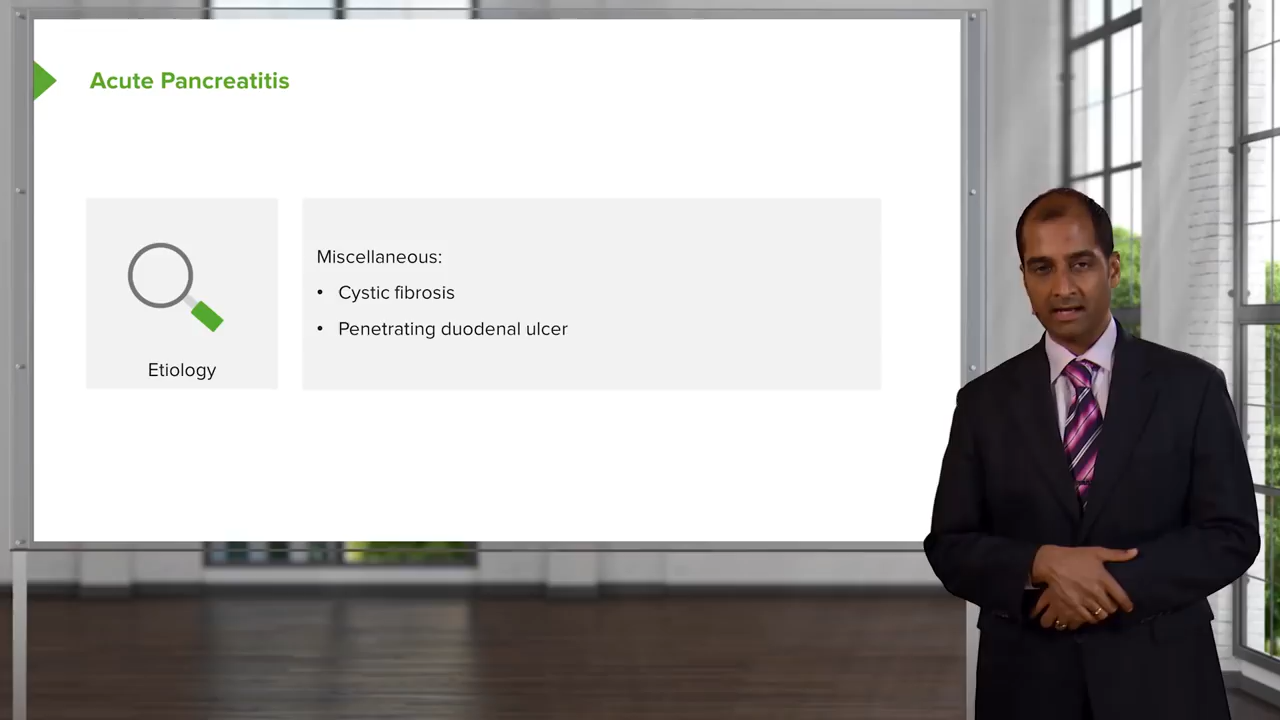 Acute Pancreatitis
Miscellaneous:
• Cystic fibrosis
• Penetrating duodenal ulcer
Etiology